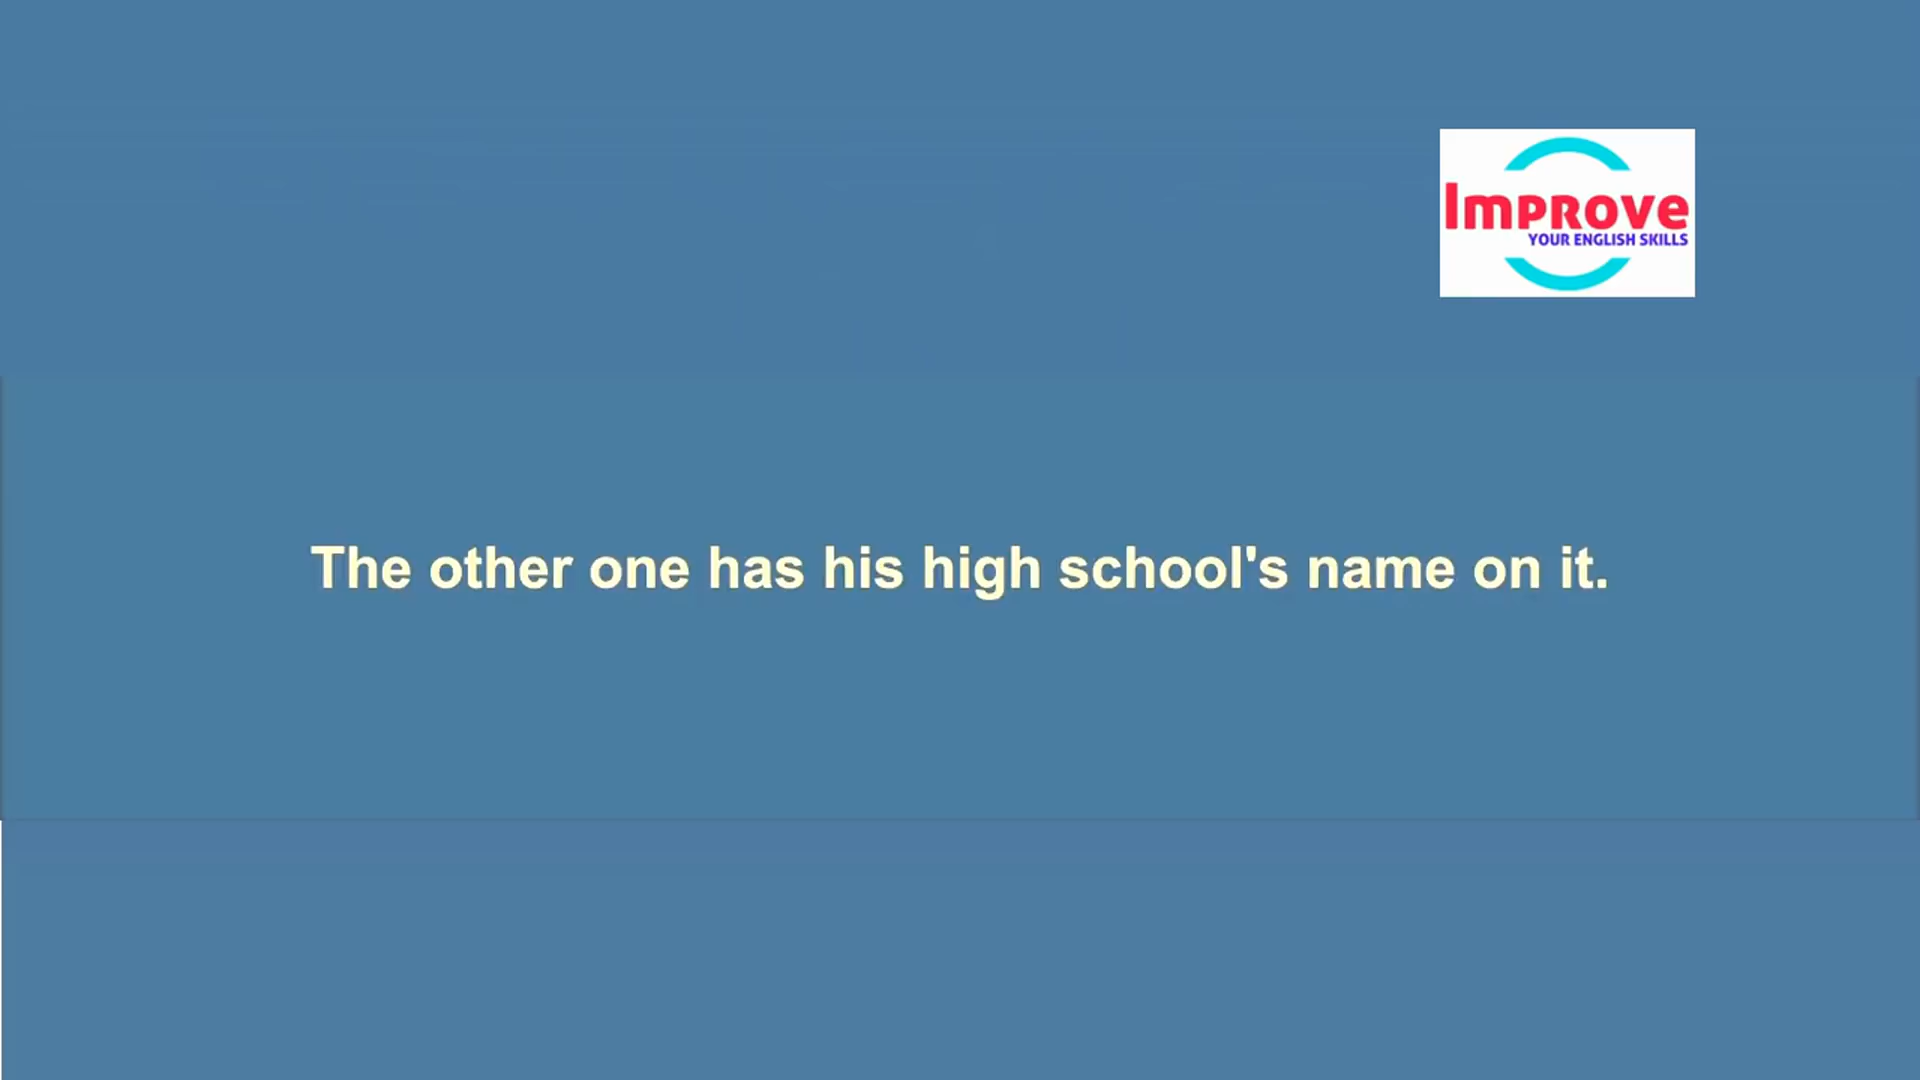 Improve
YOUR ENGLISH SKILLS
The other one has his high school's name on it.